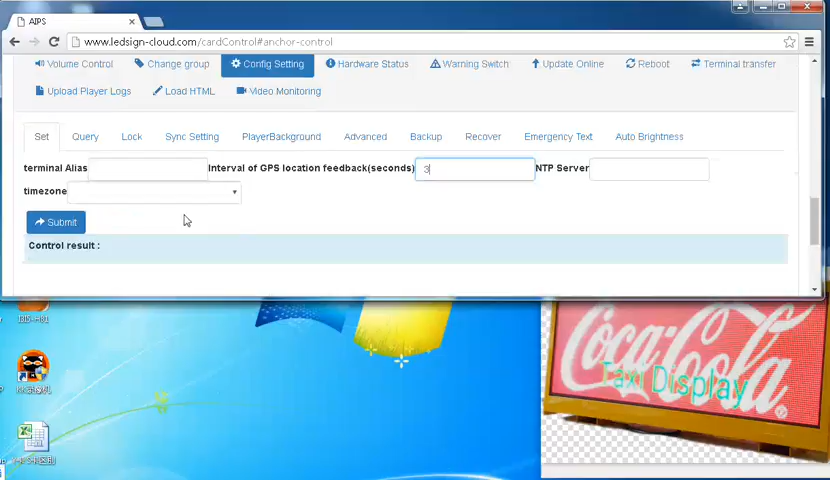 AIPS
www.ledsign-cloud.com/cardControl#anchor-control
Volume Control Change group Config Setting Hardware Status Warning Switch Update Online Reboot Terminal transfer
Upload Player Logs Load HTML Video Monitoring
Set Query Lock Sync Setting PlayerBackground Advanced Backup Recover Emergency Text Auto Brightness
terminal Alias Interval of GPS location feedback(seconds) 3 NTP Server
timezone
Submit
Control result :
Coca-Cola
Taxi Display